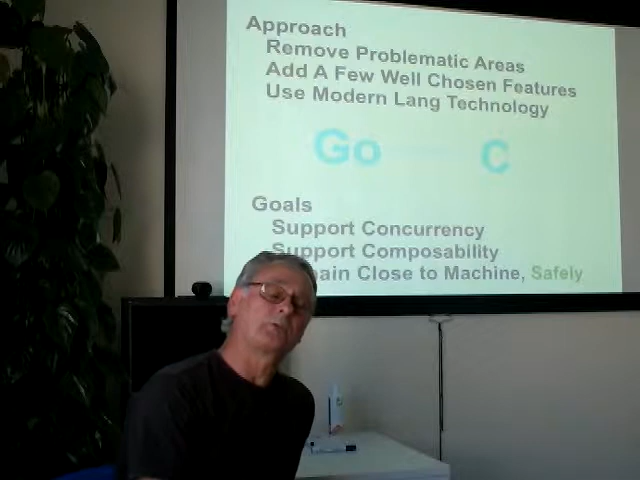 Approach
Remove Problematic Areas
Add A Few Well Chosen Features
Use Modern Lang Technology
Go C
Goals
Support Concurrency
Support Composability
Close to Machine, Safely